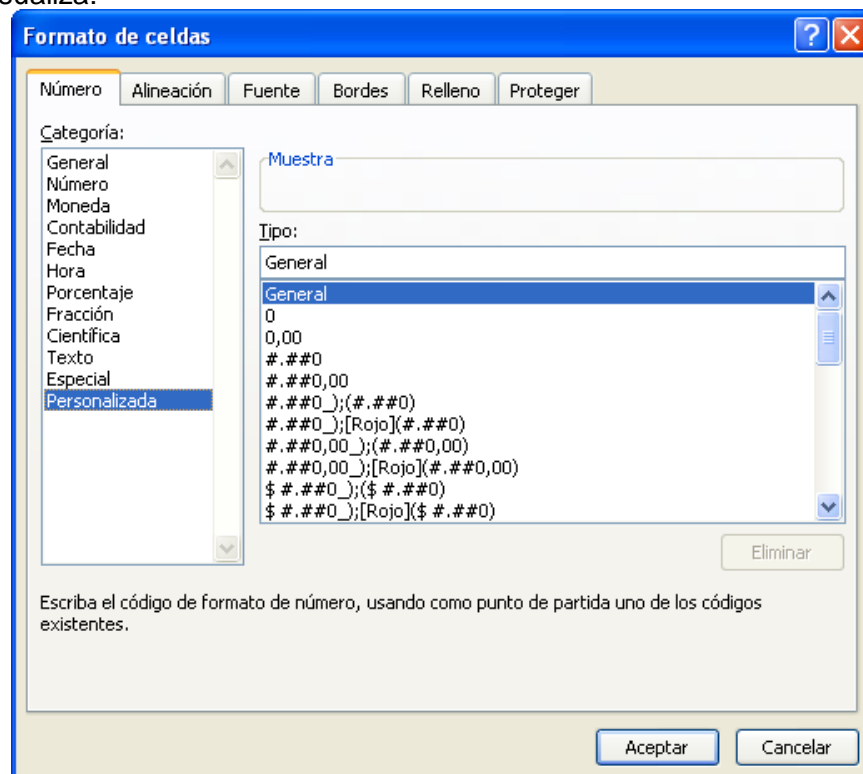 sualiza.
Formato de celdas
Número Alineación Fuente Bordes Relleno Proteger
Categoría:
General
Número
Moneda
Contabilidad
Fecha
Hora
Porcentaje
Fracción
Científica
Texto
Especial
Personalizada
Muestra
Tipo:
General
General
0
0,00
#.##0
#.##0,00
#.##0_);(#.##0)
#.##0_);[Rojo](#.##0)
#.##0,00_);(#.##0,00)
#.##0,00_);[Rojo](#.##0,00)
$ #.##0_);($ #.##0)
$ #.##0_);[Rojo]($ #.##0)
Eliminar
Escriba el código de formato de número, usando como punto de partida uno de los códigos
existentes.
Aceptar Cancelar